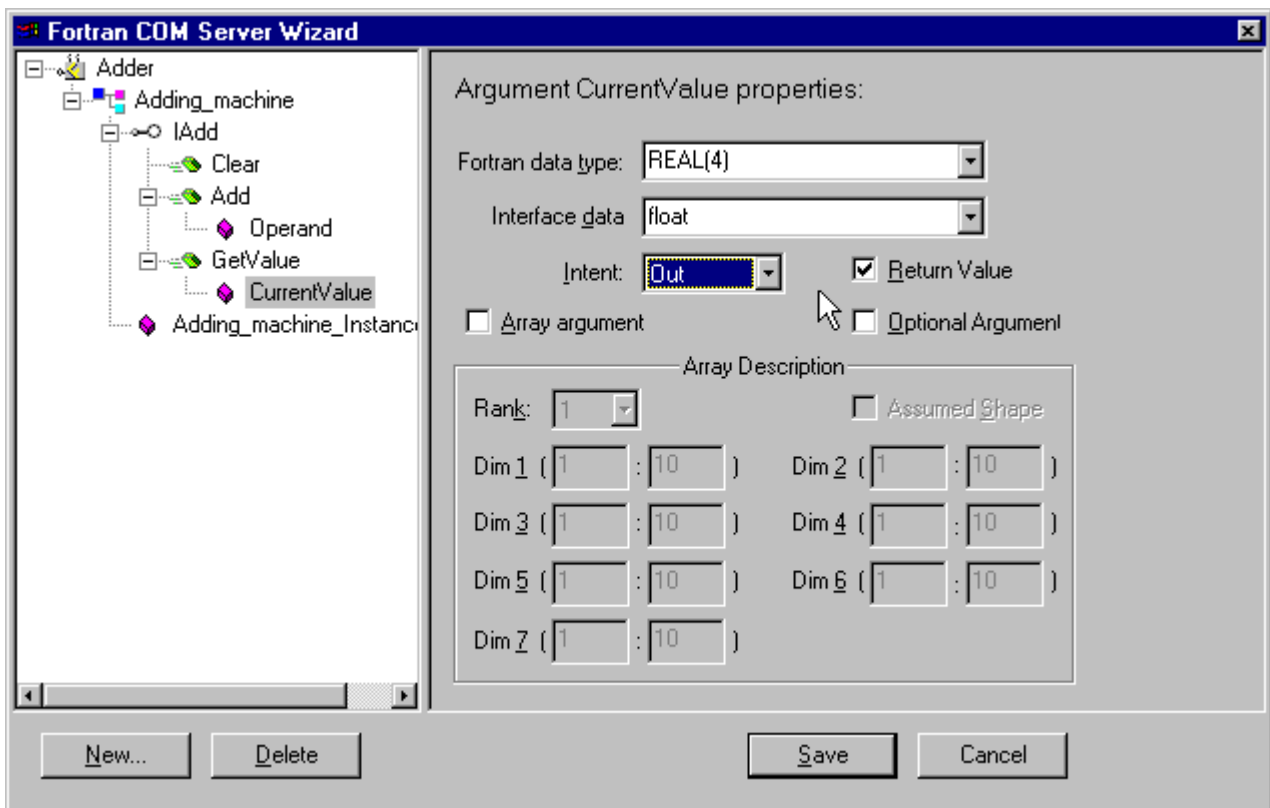 Fortran COM Server Wizard
Adder
Adding_machine
IAdd
Clear
Add
Operand
GetValue
CurrentValue
Adding_machine_Instance
Argument CurrentValue properties:
Fortran data type: REAL(4)
Interface data float
Intent: Out Return Value
Array argument Optional Argument
Array Description
Rank: 1 Assumed Shape
Dim 1 ( 1 : 10 ) Dim 2 ( 1 : 10 )
Dim 3 ( 1 : 10 ) Dim 4 ( 1 : 10 )
Dim 5 ( 1 : 10 ) Dim 6 ( 1 : 10 )
Dim 7 ( 1 : 10 )
New... Delete Save Cancel